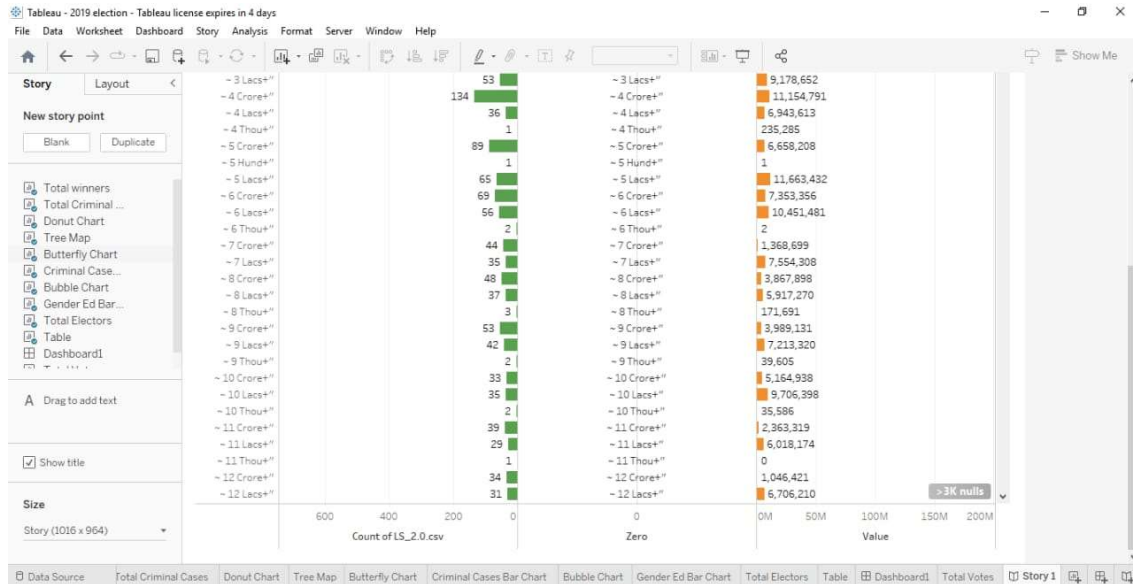 Tableau - 2019 election - Tableau license expires in 4 days
File Data Worksheet Dashboard Story Analysis Format Server Window Help
Show Me
Story Layout
New story point
Blank Duplicate
Total winners
Total Criminal ...
Donut Chart
Tree Map
Butterfly Chart
Criminal Case...
Bubble Chart
Gender Ed Bar...
Total Electors
Table
Dashboard1
A Drag to add text
Show title
Size
Story (1016 x 964)
~ 3 Lacs+" 53 ~ 3 Lacs+" 9,178,652
~ 4 Crore+" 134 ~ 4 Crore+" 11,154,791
~ 4 Lacs+" 36 ~ 4 Lacs+" 6,943,613
~ 4 Thou+" 1 ~ 4 Thou+" 235,285
~ 5 Crore+" 89 ~ 5 Crore+" 6,658,208
~ 5 Hund+" 1 ~ 5 Hund+" 1
~ 5 Lacs+" 65 ~ 5 Lacs+" 11,663,432
~ 6 Crore+" 69 ~ 6 Crore+" 7,353,356
~ 6 Lacs+" 56 ~ 6 Lacs+" 10,451,481
~ 6 Thou+" 2 ~ 6 Thou+" 2
~ 7 Crore+" 44 ~ 7 Crore+" 1,368,699
~ 7 Lacs+" 35 ~ 7 Lacs+" 7,554,308
~ 8 Crore+" 48 ~ 8 Crore+" 3,867,898
~ 8 Lacs+" 37 ~ 8 Lacs+" 5,917,270
~ 8 Thou+" 3 ~ 8 Thou+" 171,691
~ 9 Crore+" 53 ~ 9 Crore+" 3,989,131
~ 9 Lacs+" 42 ~ 9 Lacs+" 7,213,320
~ 9 Thou+" 2 ~ 9 Thou+" 39,605
~ 10 Crore+" 33 ~ 10 Crore+" 5,164,938
~ 10 Lacs+" 35 ~ 10 Lacs+" 9,706,398
~ 10 Thou+" 2 ~ 10 Thou+" 35,586
~ 11 Crore+" 39 ~ 11 Crore+" 2,363,319
~ 11 Lacs+" 29 ~ 11 Lacs+" 6,018,174
~ 11 Thou+" 1 ~ 11 Thou+" 0
~ 12 Crore+" 34 ~ 12 Crore+" 1,046,421
~ 12 Lacs+" 31 ~ 12 Lacs+" 6,706,210
>3K nulls
600 400 200 0 0 0M 50M 100M 150M 200M
Count of LS_2.0.csv Zero Value
Data Source Total Criminal Cases Donut Chart Tree Map Butterfly Chart Criminal Cases Bar Chart Bubble Chart Gender Ed Bar Chart Total Electors Table Dashboard1 Total Votes Story 1